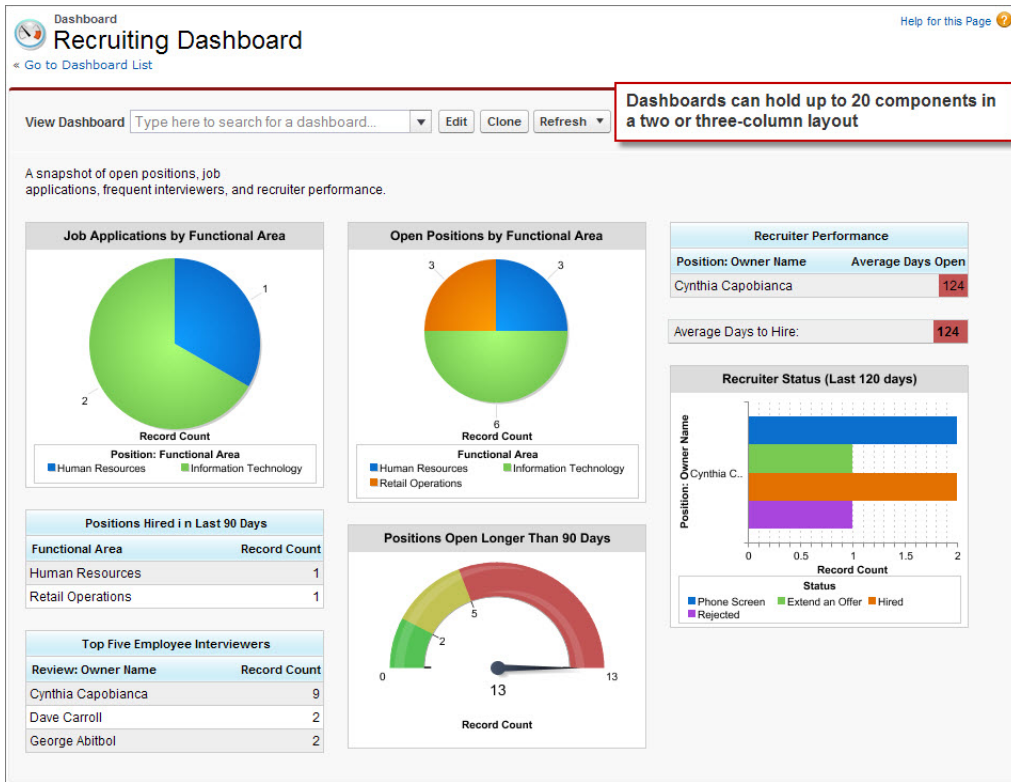 Dashboard
Recruiting Dashboard
« Go to Dashboard List
Help for this Page ?
View Dashboard Type here to search for a dashboard... Edit Clone Refresh
Dashboards can hold up to 20 components in
a two or three-column layout
A snapshot of open positions, job
applications, frequent interviewers, and recruiter performance.
Job Applications by Functional Area
1
2
Record Count
Position: Functional Area
Human Resources Information Technology
Positions Hired i n Last 90 Days
Functional Area Record Count
Human Resources 1
Retail Operations 1
Top Five Employee Interviewers
Review: Owner Name Record Count
Cynthia Capobianca 9
Dave Carroll 2
George Abitbol 2
Open Positions by Functional Area
3 3
6
Record Count
Functional Area
Human Resources Information Technology
Retail Operations
Positions Open Longer Than 90 Days
5
2
0 13
13
Record Count
Recruiter Performance
Position: Owner Name Average Days Open
Cynthia Capobianca 124
Average Days to Hire: 124
Recruiter Status (Last 120 days)
Position: Owner Name
Cynthia C..
0 0.5 1 1.5 2
Record Count
Status
Phone Screen Extend an Offer Hired
Rejected